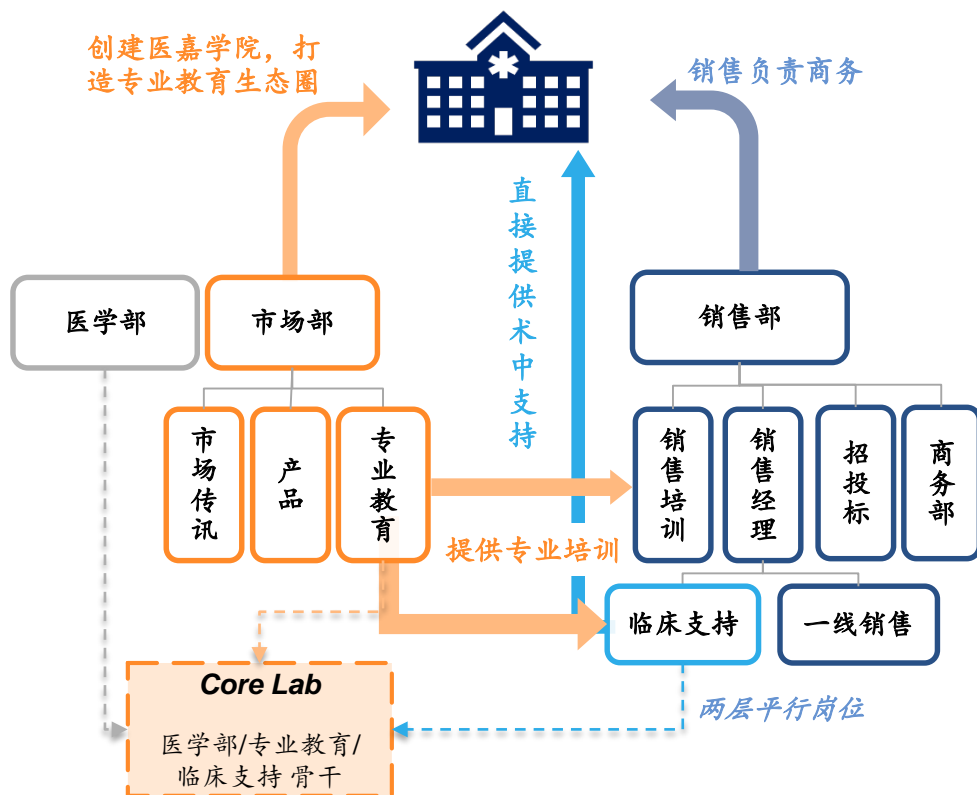 创建医嘉学院，打
造专业教育生态圈
销售负责商务
直接提供术中支持
医学部
市场部
销售部
市场传讯
产品
专业教育
销售培训
销售经理
招投标
商务部
提供专业培训
临床支持
一线销售
Core Lab
医学部/专业教育/
临床支持 骨干
两层平行岗位